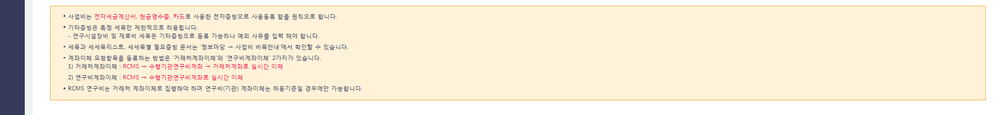 • 사업비는 전자세금계산서, 현금영수증, 카드로 사용한 전자증빙으로 사용등록 함을 원칙으로 합니다.
• 기타증빙은 특정 세목만 제한적으로 허용됩니다.
- 연구시설장비 및 재료비 세목은 기타증빙으로 등록 가능하나 예외 사유를 입력 해야 합니다.
• 세목과 세세목리스트, 세세목별 필요증빙 문서는 '정보마당 → 사업비 비목안내'에서 확인할 수 있습니다.
• 계좌이체 요청항목을 등록하는 방법은 '거래처계좌이체'와 '연구비계좌이체' 2가지가 있습니다.
1) 거래처계좌이체 : RCMS → 수행기관연구비계좌 → 거래처계좌로 실시간 이체
2) 연구비계좌이체 : RCMS → 수행기관연구비계좌로 실시간 이체
• RCMS 연구비는 거래처 계좌이체로 집행해야 하며 연구비(기관) 계좌이체는 허용기준일 경우에만 가능합니다.